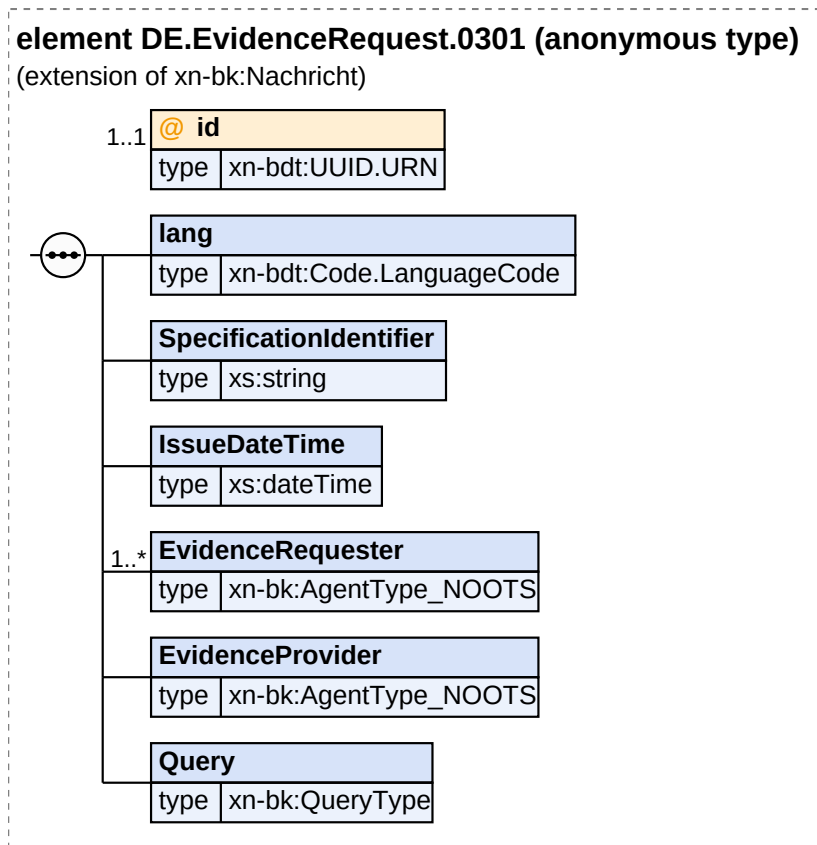 element DE.EvidenceRequest.0301 (anonymous type)
(extension of xn-bk:Nachricht)
1..1 @ id
type xn-bdt:UUID.URN
lang
type xn-bdt:Code.LanguageCode
SpecificationIdentifier
type xs:string
IssueDateTime
type xs:dateTime
1..* EvidenceRequester
type xn-bk:AgentType_NOOTS
EvidenceProvider
type xn-bk:AgentType_NOOTS
Query
type xn-bk:QueryType